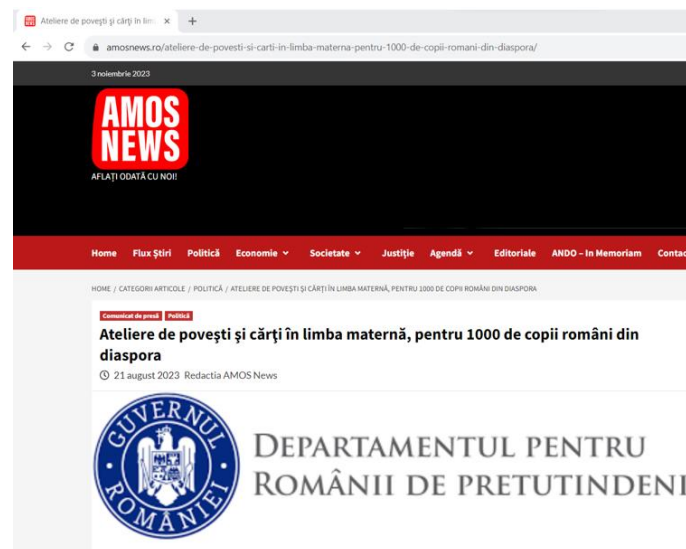 Ateliere de povești și cărți în lim
amosnews.ro/ateliere-de-povesti-si-carti-in-limba-materna-pentru-1000-de-copii-romani-din-diaspora/
3 noiembrie 2023
AMOS
NEWS
AFLAȚI ODATĂ CU NOI!
Home Flux Știri Politică Economie Societate Justiție Agendă Editoriale ANDO – In Memoriam Contac
HOME / CATEGORII ARTICOLE / POLITICĂ / ATELIERE DE POVEȘTI ȘI CĂRȚI ÎN LIMBA MATERNĂ, PENTRU 1000 DE COPII ROMÂNI DIN DIASPORA
Comunicat de presă Politică
Ateliere de povești și cărți în limba maternă, pentru 1000 de copii români din
diaspora
21 august 2023 Redactia AMOS News
GUVERNUL ROMÂNIEI
DEPARTAMENTUL PENTRU
ROMÂNII DE PRETUTINDENI